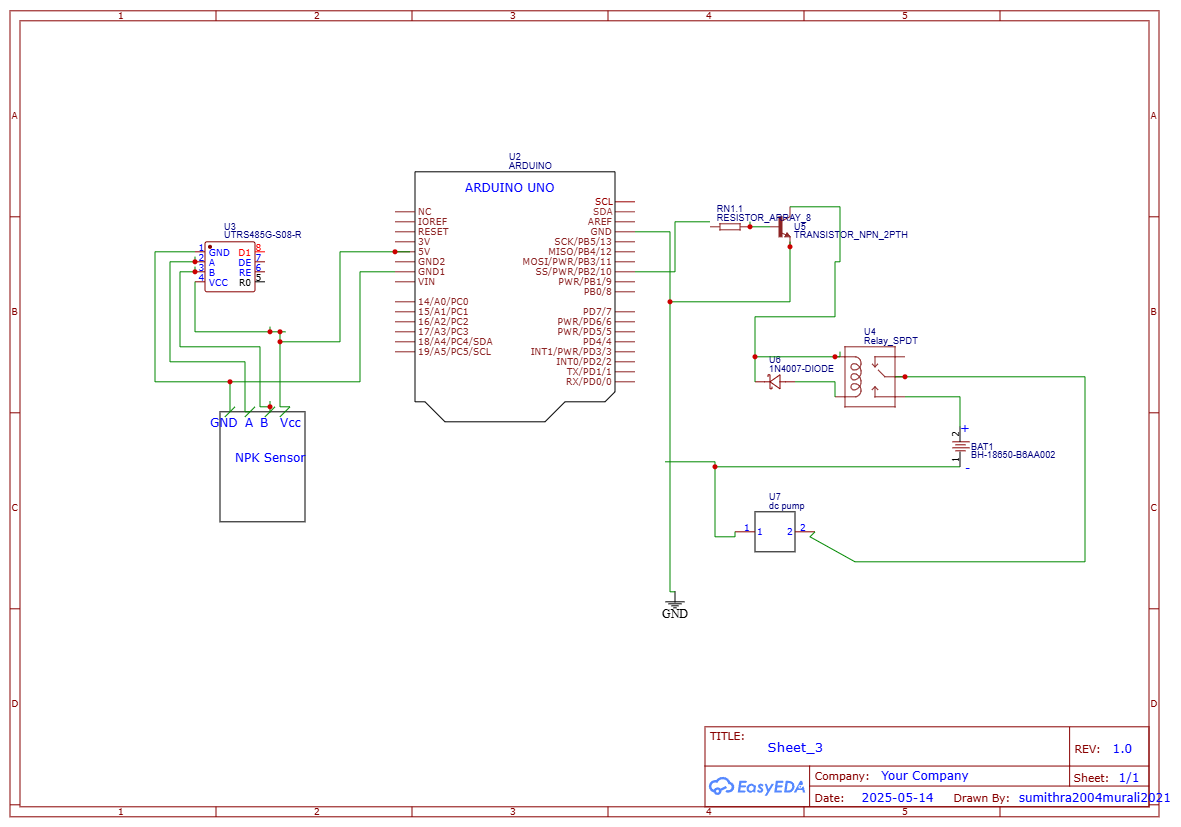 1 2 3 4 5
A A
U2
ARDUINO
ARDUINO UNO
NC
IOREF
RESET
3V
5V
GND2
GND1
VIN
14/A0/PC0
15/A1/PC1
16/A2/PC2
17/A3/PC3
18/A4/PC4/SDA
19/A5/PC5/SCL
SCL
SDA
AREF
GND
SCK/PB5/13
MISO/PB4/12
MOSI/PWR/PB3/11
SS/PWR/PB2/10
PWR/PB1/9
PB0/8
PD7/7
PWR/PD6/6
PWR/PD5/5
PD4/4
INT1/PWR/PD3/3
INT0/PD2/2
TX/PD1/1
RX/PD0/0
U3
UTRS485G-S08-R
1 GND D1 8
2 A DE 7
3 B RE 6
4 VCC R0 5
RN1.1
RESISTOR_ARRAY_8
U5
TRANSISTOR_NPN_2PTH
B B
U4
Relay_SPDT
U6
1N4007-DIODE
GND A B Vcc
NPK Sensor
+
2
BAT1
BH-18650-B6AA002
1
-
C C
U7
dc pump
1 1 2 2
GND
D D
TITLE:
Sheet_3
REV: 1.0
EasyEDA
Company: Your Company
Sheet: 1/1
Date: 2025-05-14 Drawn By: sumithra2004murali2021
1 2 3 4 5